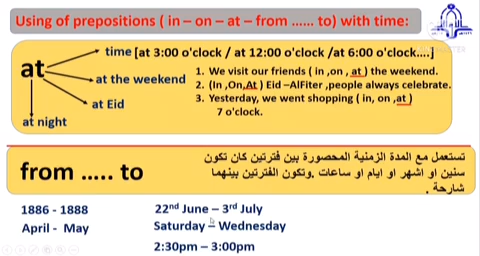 Using of prepositions ( in – on – at – from ...... to) with time:
at
time [at 3:00 o'clock / at 12:00 o'clock /at 6:00 o'clock....]
at the weekend
at Eid
at night
1. We visit our friends ( in ,on , at ) the weekend.
2. (In ,On,At ) Eid –AlFiter ,people always celebrate.
3. Yesterday, we went shopping ( in, on ,at )
7 o'clock.
from ..... to
تستعمل مع المدة الزمنية المحصورة بين فترتين كان تكون
سنين او اشهر او ايام او ساعات .وتكون الفترتين بينهما
شارحة .
1886 - 1888
April - May
22nd June – 3rd July
Saturday – Wednesday
2:30pm – 3:00pm